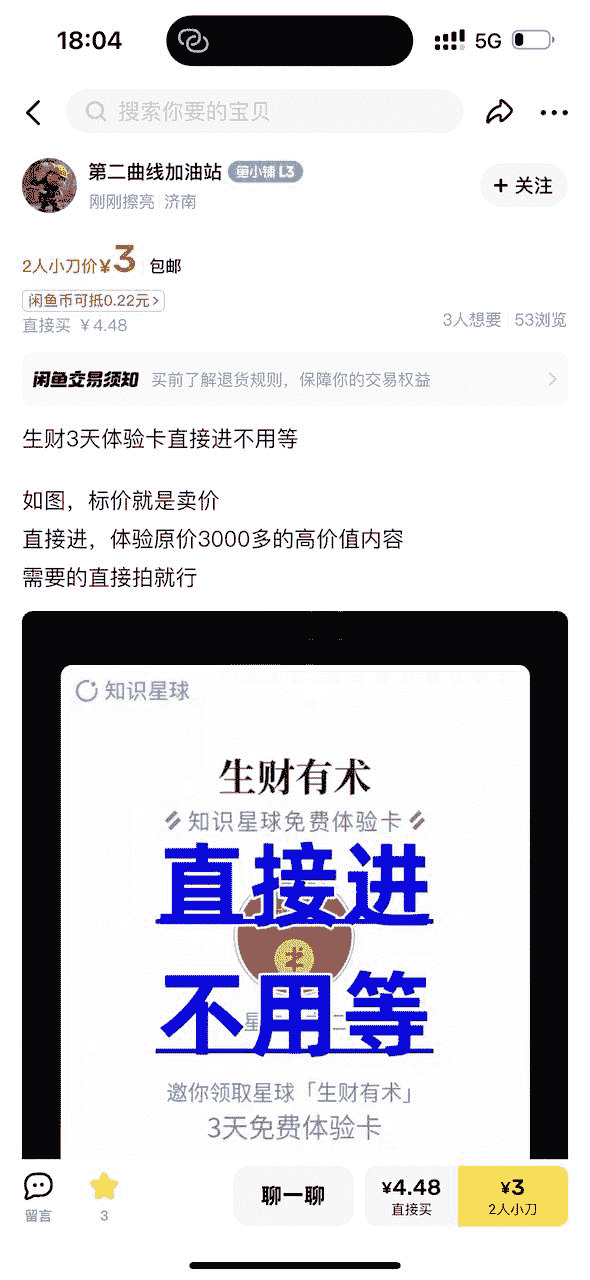 18:04
5G
搜索你要的宝贝
第二曲线加油站 鱼小铺 L3
刚刚擦亮 济南
+ 关注
2人小刀价¥3 包邮
闲鱼币可抵0.22元>
直接买 ¥4.48
3人想要 53浏览
闲鱼交易须知 买前了解退货规则，保障你的交易权益
生财3天体验卡直接进不用等
如图，标价就是卖价
直接进，体验原价3000多的高价值内容
需要的直接拍就行
知识星球
生财有术
知识星球免费体验卡
直接进
不用等
邀你领取星球「生财有术」
3天免费体验卡
留言
3
聊一聊
¥4.48
直接买
¥3
2人小刀